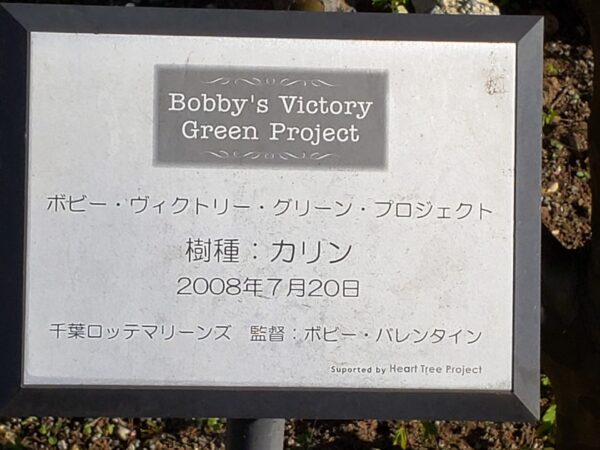 Bobby's Victory
Green Project
ボビー・ヴィクトリー・グリーン・プロジェクト
樹種：カリン
2008年7月20日
千葉ロッテマリーンズ　監督：ボビー・バレンタイン
Suported by Heart Tree Project